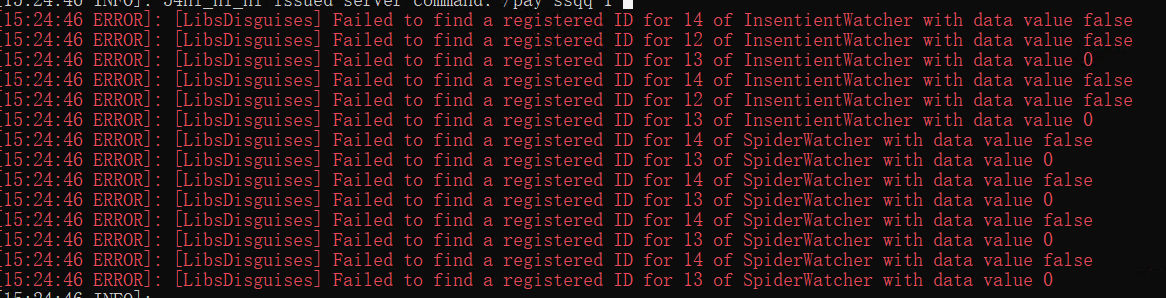 [15:24:46 INFO]: J4hi_hi_hi issued server command: /pay ssqq 1
[15:24:46 ERROR]: [LibsDisguises] Failed to find a registered ID for 14 of InsentientWatcher with data value false
[15:24:46 ERROR]: [LibsDisguises] Failed to find a registered ID for 12 of InsentientWatcher with data value false
[15:24:46 ERROR]: [LibsDisguises] Failed to find a registered ID for 13 of InsentientWatcher with data value 0
[15:24:46 ERROR]: [LibsDisguises] Failed to find a registered ID for 14 of InsentientWatcher with data value false
[15:24:46 ERROR]: [LibsDisguises] Failed to find a registered ID for 12 of InsentientWatcher with data value false
[15:24:46 ERROR]: [LibsDisguises] Failed to find a registered ID for 13 of InsentientWatcher with data value 0
[15:24:46 ERROR]: [LibsDisguises] Failed to find a registered ID for 14 of SpiderWatcher with data value false
[15:24:46 ERROR]: [LibsDisguises] Failed to find a registered ID for 13 of SpiderWatcher with data value 0
[15:24:46 ERROR]: [LibsDisguises] Failed to find a registered ID for 14 of SpiderWatcher with data value false
[15:24:46 ERROR]: [LibsDisguises] Failed to find a registered ID for 13 of SpiderWatcher with data value 0
[15:24:46 ERROR]: [LibsDisguises] Failed to find a registered ID for 14 of SpiderWatcher with data value false
[15:24:46 ERROR]: [LibsDisguises] Failed to find a registered ID for 13 of SpiderWatcher with data value 0
[15:24:46 ERROR]: [LibsDisguises] Failed to find a registered ID for 14 of SpiderWatcher with data value false
[15:24:46 ERROR]: [LibsDisguises] Failed to find a registered ID for 13 of SpiderWatcher with data value 0
[15:24:46 INFO]: